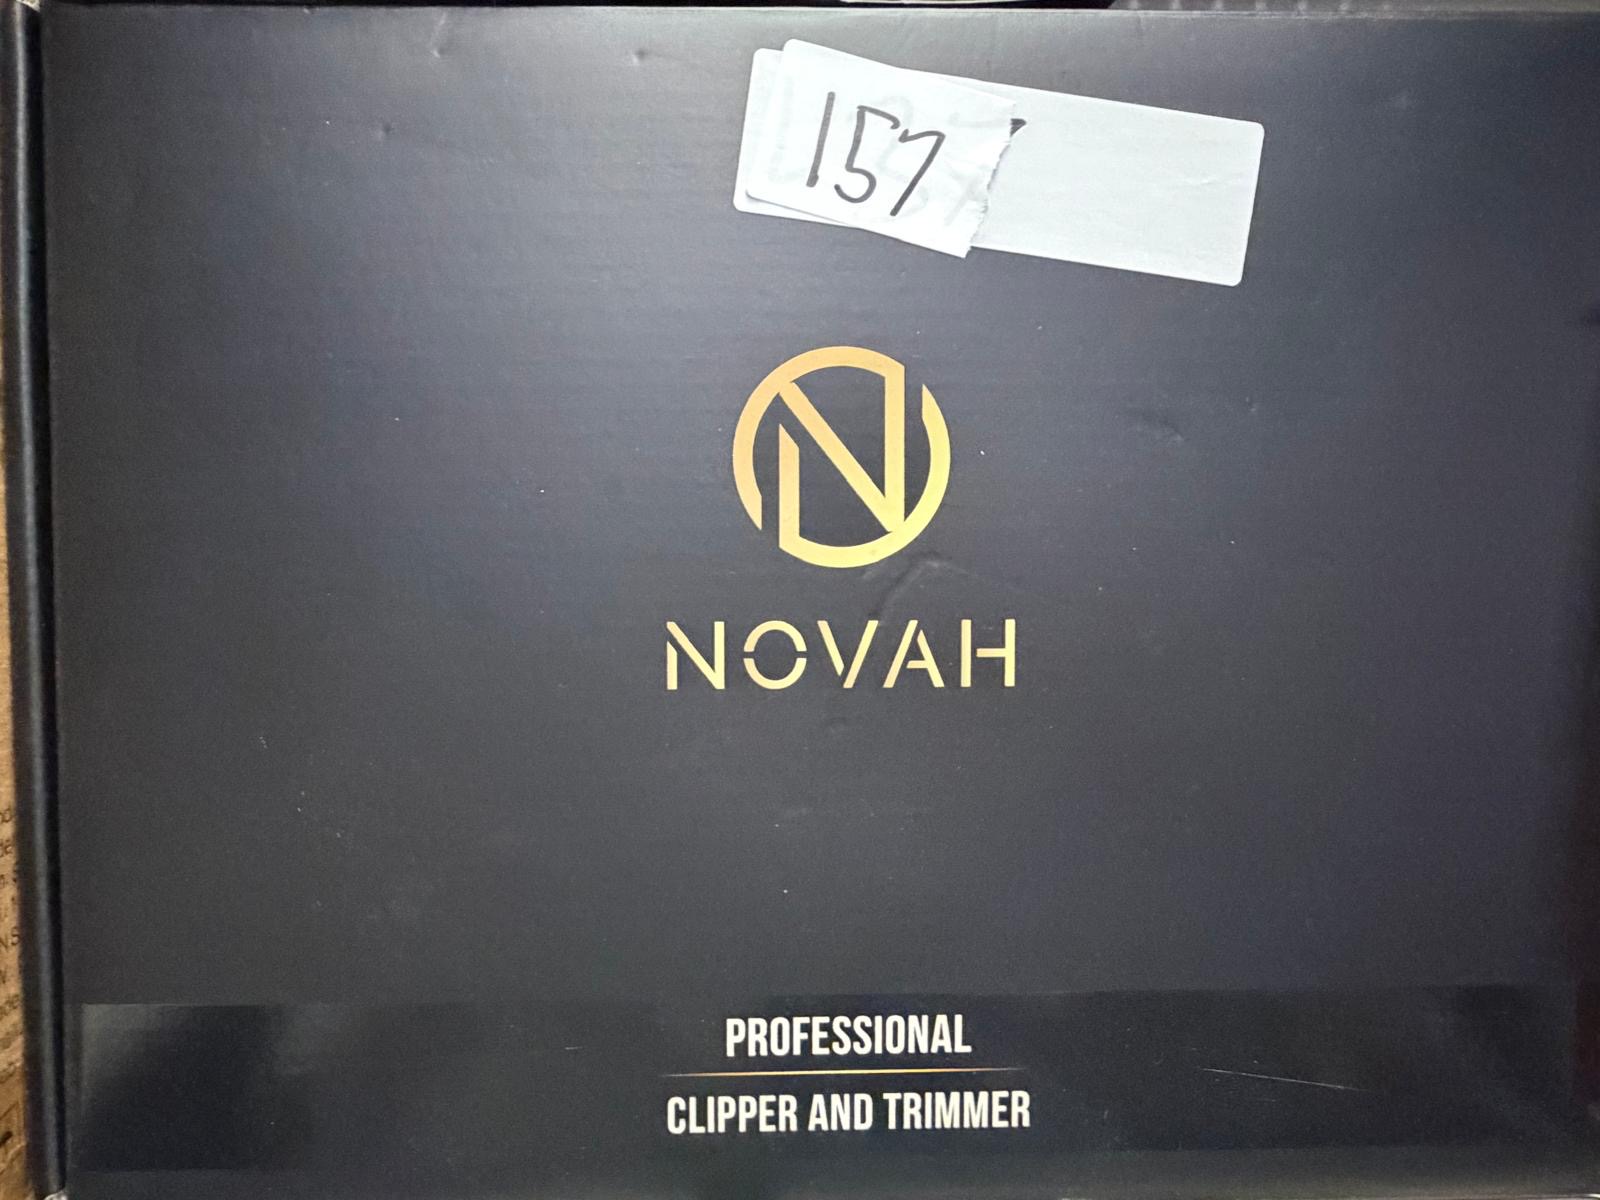 157
NOVAH
PROFESSIONAL
CLIPPER AND TRIMMER